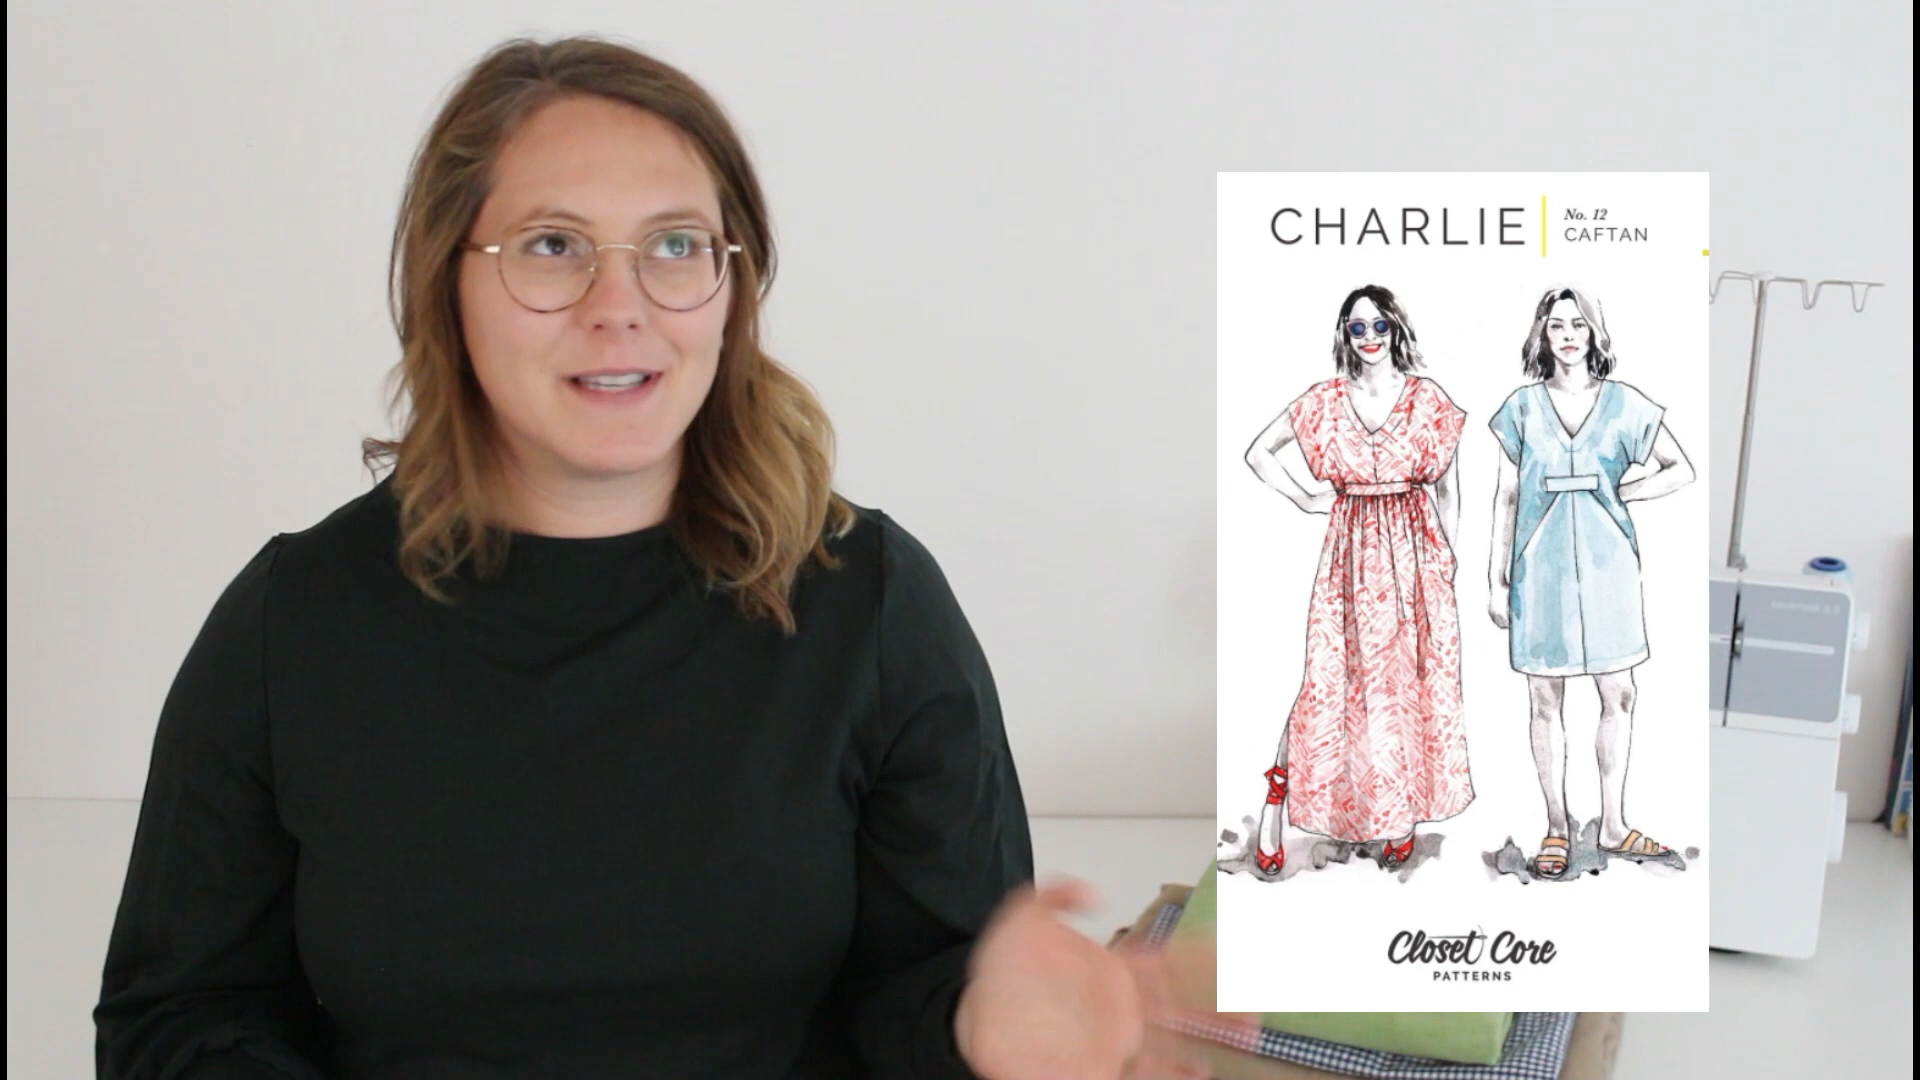 CHARLIE
No. 12
CAFTAN
Closet Core
PATTERNS